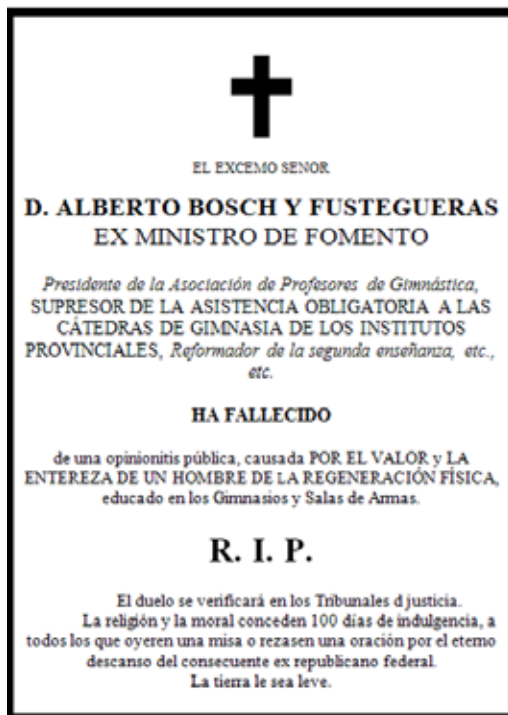 EL EXCEMO SENOR
D. ALBERTO BOSCH Y FUSTEGUERAS
EX MINISTRO DE FOMENTO
Presidente de la Asociación de Profesores de Gimnástica,
SUPRESOR DE LA ASISTENCIA OBLIGATORIA A LAS
CÁTEDRAS DE GIMNASIA DE LOS INSTITUTOS
PROVINCIALES, Reformador de la segunda enseñanza, etc.,
etc.
HA FALLECIDO
de una opinionitis pública, causada POR EL VALOR y LA
ENTEREZA DE UN HOMBRE DE LA REGENERACIÓN FÍSICA,
educado en los Gimnasios y Salas de Armas.
R. I. P.
El duelo se verificará en los Tribunales d justicia.
La religión y la moral conceden 100 días de indulgencia, a
todos los que oyeren una misa o rezasen una oración por el eterno
descanso del consecuente ex republicano federal.
La tierra le sea leve.